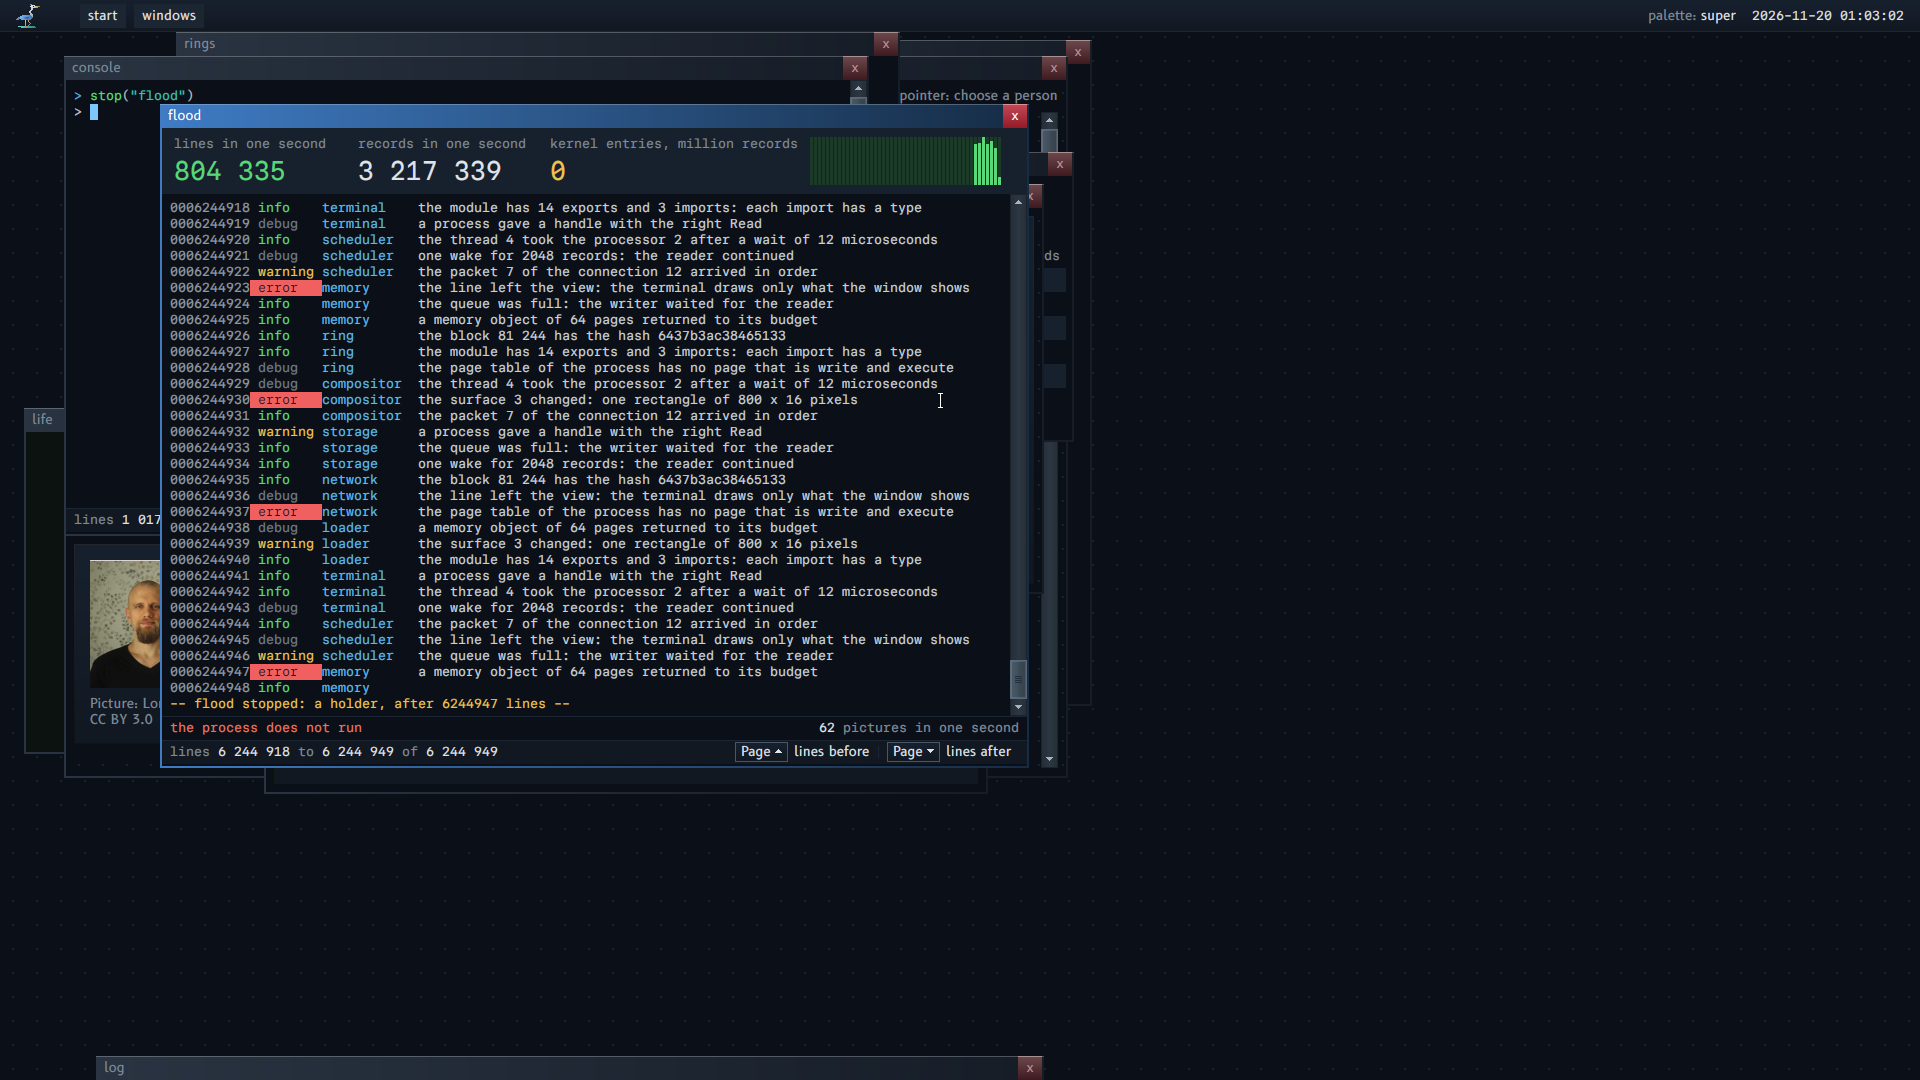 start windows palette: super 2026-11-20 01:03:02
rings x
x
console x
x
> stop("flood")
pointer: choose a person
>
flood x
lines in one second records in one second kernel entries, million records
804 335 3 217 339 0
x
x
0006244918 info terminal the module has 14 exports and 3 imports: each import has a type
0006244919 debug terminal a process gave a handle with the right Read
0006244920 info scheduler the thread 4 took the processor 2 after a wait of 12 microseconds
0006244921 debug scheduler one wake for 2048 records: the reader continued
ds
0006244922 warning scheduler the packet 7 of the connection 12 arrived in order
0006244923 error memory the line left the view: the terminal draws only what the window shows
0006244924 info memory the queue was full: the writer waited for the reader
0006244925 info memory a memory object of 64 pages returned to its budget
0006244926 info ring the block 81 244 has the hash 6437b3ac38465133
0006244927 info ring the module has 14 exports and 3 imports: each import has a type
0006244928 debug ring the page table of the process has no page that is write and execute
0006244929 debug compositor the thread 4 took the processor 2 after a wait of 12 microseconds
0006244930 error compositor the surface 3 changed: one rectangle of 800 x 16 pixels
0006244931 info compositor the packet 7 of the connection 12 arrived in order
life
0006244932 warning storage a process gave a handle with the right Read
0006244933 info storage the queue was full: the writer waited for the reader
0006244934 info storage one wake for 2048 records: the reader continued
0006244935 info network the block 81 244 has the hash 6437b3ac38465133
0006244936 debug network the line left the view: the terminal draws only what the window shows
0006244937 error network the page table of the process has no page that is write and execute
lines 1 017
0006244938 debug loader a memory object of 64 pages returned to its budget
0006244939 warning loader the surface 3 changed: one rectangle of 800 x 16 pixels
0006244940 info loader the module has 14 exports and 3 imports: each import has a type
0006244941 info terminal a process gave a handle with the right Read
0006244942 info terminal the thread 4 took the processor 2 after a wait of 12 microseconds
0006244943 debug terminal one wake for 2048 records: the reader continued
0006244944 info scheduler the packet 7 of the connection 12 arrived in order
0006244945 debug scheduler the line left the view: the terminal draws only what the window shows
0006244946 warning scheduler the queue was full: the writer waited for the reader
0006244947 error memory a memory object of 64 pages returned to its budget
0006244948 info memory
-- flood stopped: a holder, after 6244947 lines --
Picture: Lo
CC BY 3.0
the process does not run 62 pictures in one second
lines 6 244 918 to 6 244 949 of 6 244 949 Page lines before Page lines after
log x